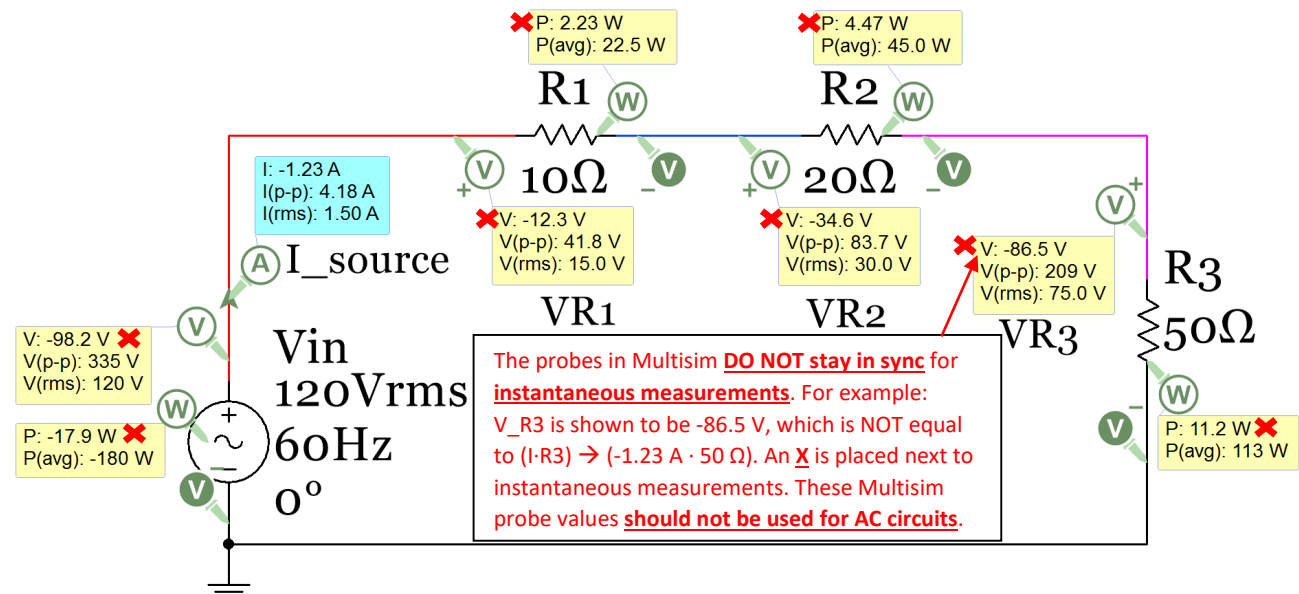 P: 2.23 W
P(avg): 22.5 W
P: 4.47 W
P(avg): 45.0 W
R1
W
R2
W
I: -1.23 A
I(p-p): 4.18 A
I(rms): 1.50 A
V
+
10Ω
V
−
V
+
20Ω
V
−
V
+
V: -12.3 V
V(p-p): 41.8 V
V(rms): 15.0 V
V: -34.6 V
V(p-p): 83.7 V
V(rms): 30.0 V
V: -86.5 V
V(p-p): 209 V
V(rms): 75.0 V
A
I_source
R3
50Ω
VR1
VR2
VR3
V
V: -98.2 V
V(p-p): 335 V
V(rms): 120 V
Vin
120Vrms
60Hz
0°
W
+
−
V
P: -17.9 W
P(avg): -180 W
The probes in Multisim DO NOT stay in sync for
instantaneous measurements. For example:
V_R3 is shown to be -86.5 V, which is NOT equal
to (I·R3) → (-1.23 A · 50 Ω). An X is placed next to
instantaneous measurements. These Multisim
probe values should not be used for AC circuits.
W
V
−
P: 11.2 W
P(avg): 113 W